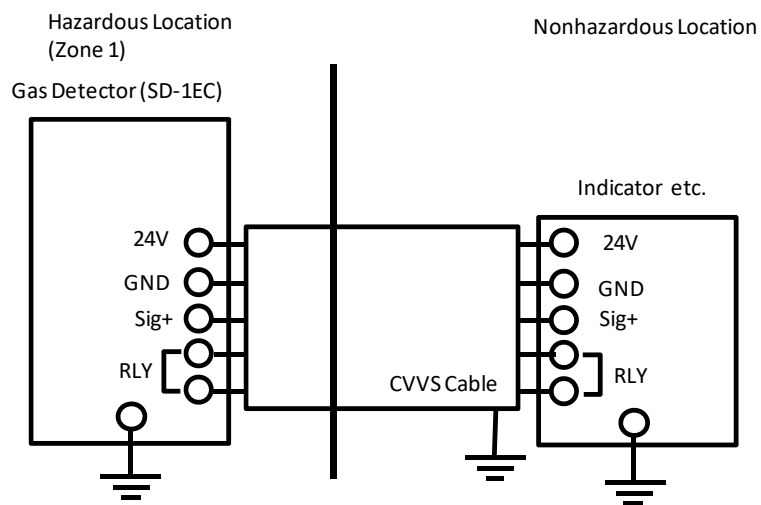 Hazardous Location
(Zone 1)
Nonhazardous Location
Gas Detector (SD-1EC)
Indicator etc.
24V
GND
Sig+
RLY
CVVS Cable
24V
GND
Sig+
RLY